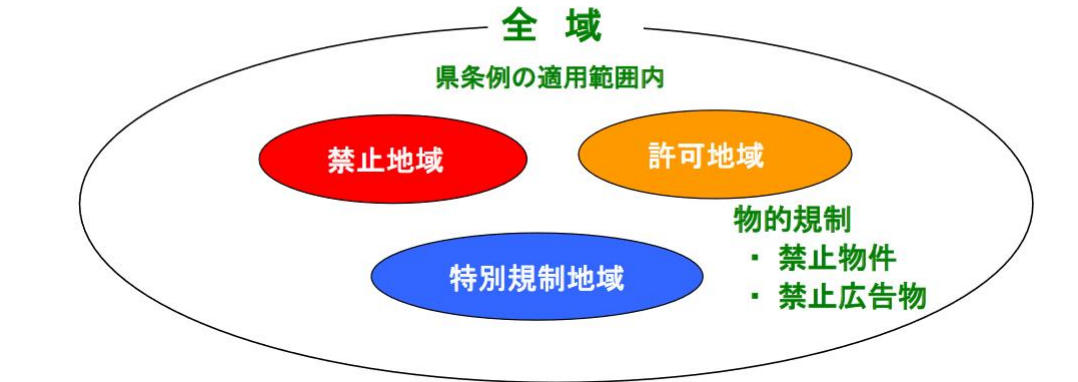 全 域
県条例の適用範囲内
禁止地域
許可地域
特別規制地域
物的規制
・ 禁止物件
・ 禁止広告物